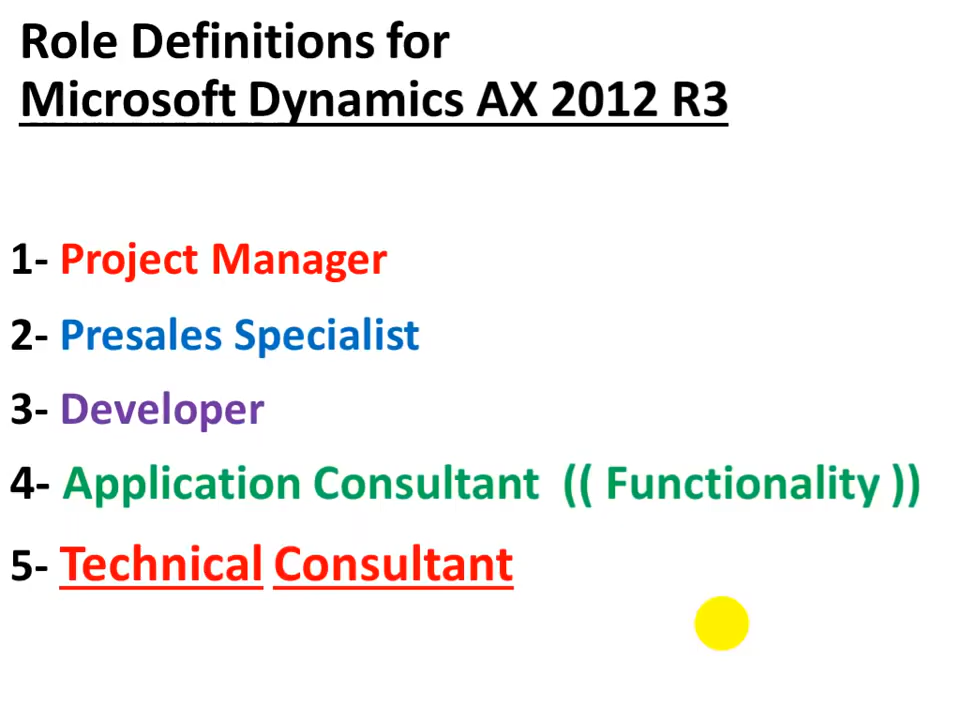 Role Definitions for
Microsoft Dynamics AX 2012 R3
1- Project Manager
2- Presales Specialist
3- Developer
4- Application Consultant (( Functionality ))
5- Technical Consultant